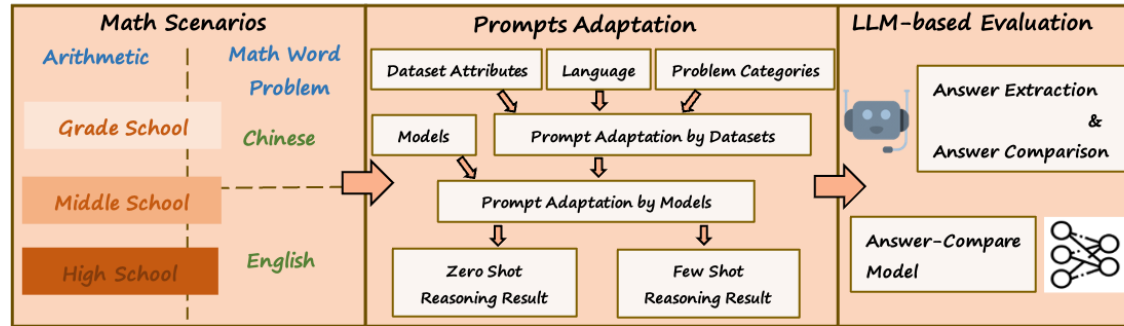 Math Scenarios
Arithmetic
Math Word
Problem
Grade School
Chinese
Middle School
High School
English
Prompts Adaptation
Dataset Attributes
Language
Problem Categories
Models
Prompt Adaptation by Datasets
Prompt Adaptation by Models
Zero Shot
Reasoning Result
Few Shot
Reasoning Result
LLM-based Evaluation
Answer Extraction
&
Answer Comparison
Answer-Compare
Model